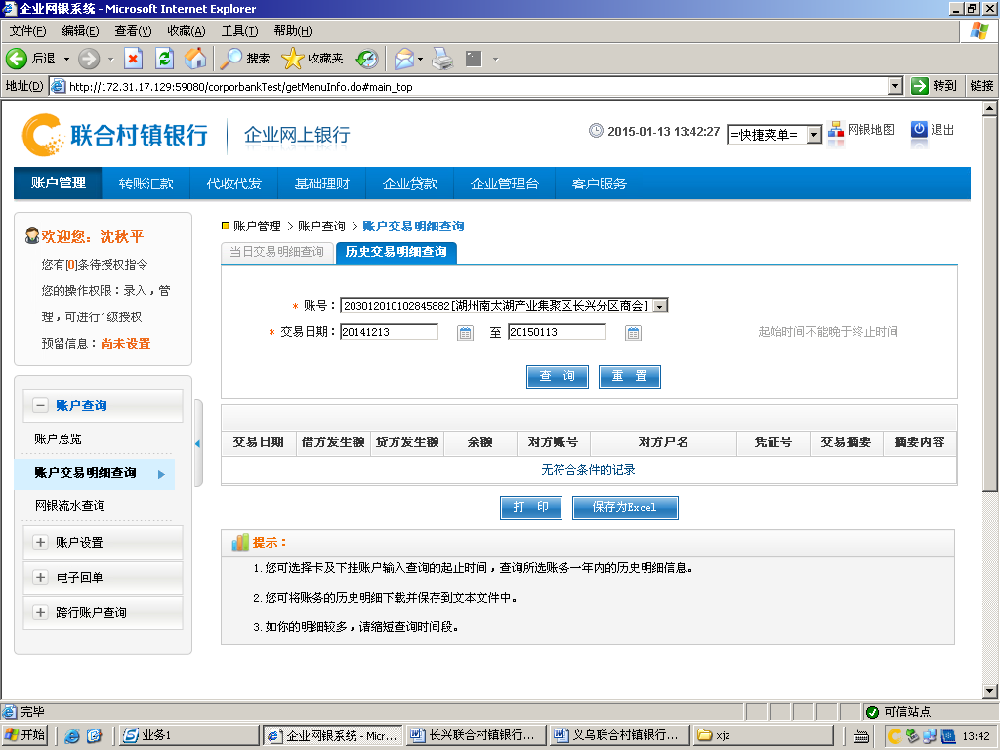 企业网银系统 - Microsoft Internet Explorer
文件(F) 编辑(E) 查看(V) 收藏(A) 工具(T) 帮助(H)
后退 搜索 收藏夹
地址(D) http://172.31.17.129:59080/corporbankTest/getMenuInfo.do#main_top 转到 链接
联合村镇银行 企业网上银行 2015-01-13 13:42:27 =快捷菜单= 网银地图 退出
账户管理 转账汇款 代收代发 基础理财 企业贷款 企业管理台 客户服务
欢迎您：沈秋平
您有[0]条待授权指令
您的操作权限：录入，管
理，可进行1级授权
预留信息：尚未设置
账户查询
账户总览
账户交易明细查询
网银流水查询
账户设置
电子回单
跨行账户查询
账户管理 > 账户查询 > 账户交易明细查询
当日交易明细查询 历史交易明细查询
* 账号：203012010102845882[湖州南太湖产业集聚区长兴分区商会]
* 交易日期：20141213 至 20150113 起始时间不能晚于终止时间
查 询 重 置
交易日期 借方发生额 贷方发生额 余额 对方账号 对方户名 凭证号 交易摘要 摘要内容
无符合条件的记录
打 印 保存为Excel
提示：
1. 您可选择卡及下挂账户输入查询的起止时间，查询所选账务一年内的历史明细信息。
2. 您可将账务的历史明细下载并保存到文本文件中。
3. 如你的明细较多，请缩短查询时间段。
完毕 可信站点
开始 业务1 企业网银系统 - Micr... 长兴联合村镇银行... 义乌联合村镇银行... xjz 13:42